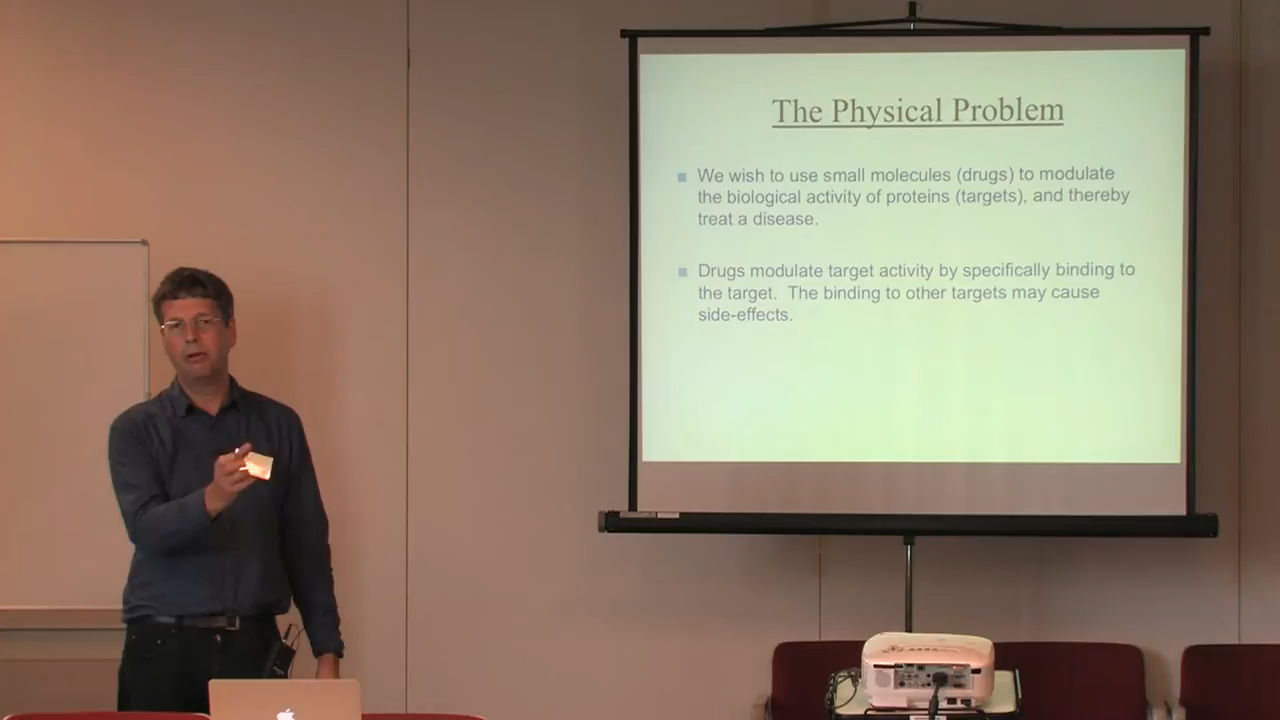 The Physical Problem
We wish to use small molecules (drugs) to modulate
the biological activity of proteins (targets), and thereby
treat a disease.
Drugs modulate target activity by specifically binding to
the target.  The binding to other targets may cause
side-effects.